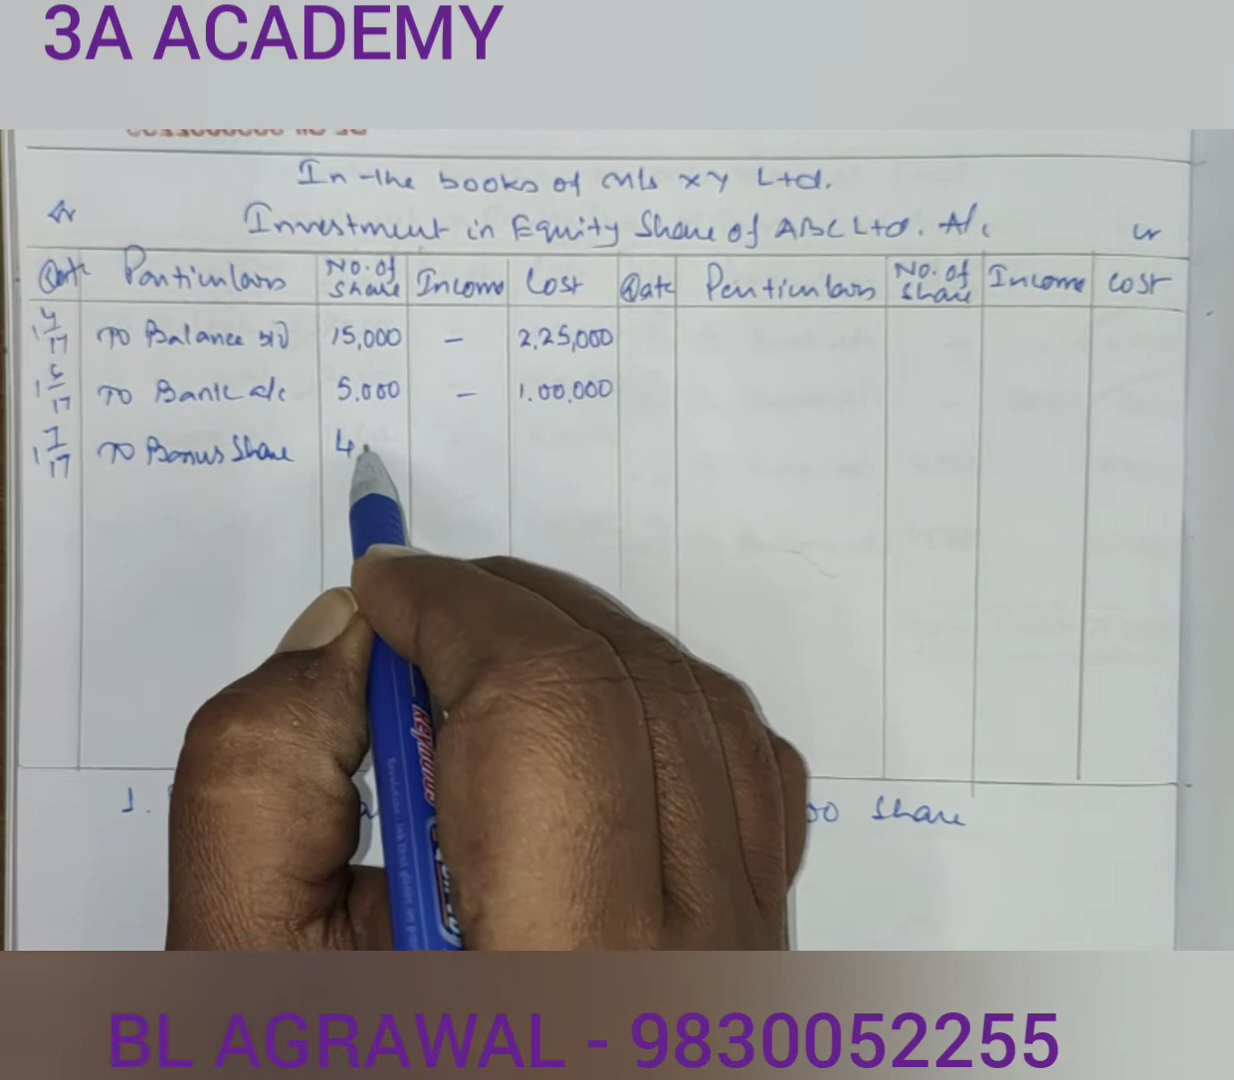 3A ACADEMY
In the books of M/s XY Ltd.
Dr Investment in Equity Share of ABC Ltd. A/c Cr
Date Particulars No. of Share Income Cost Date Particulars No. of Share Income Cost
1/4/17 TO Balance b/d 15,000 - 2,25,000
1/6/17 TO Bank a/c 5,000 - 1,00,000
1/7/17 TO Bonus Share 4,
1. Share
BL AGRAWAL - 9830052255